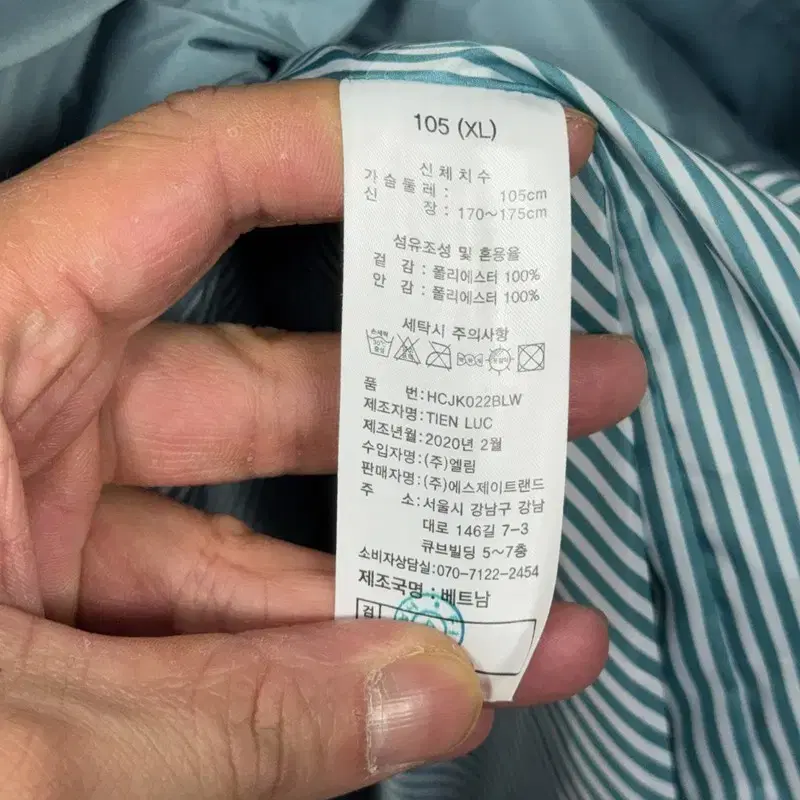 105 (XL)
신체치수
가슴둘레 : 105cm
신 장 : 170~175cm
섬유조성 및 혼용율
겉 감 : 폴리에스터 100%
안 감 : 폴리에스터 100%
세탁시 주의사항
품 번:HCJK022BLW
제조자명:TIEN LUC
제조년월:2020년 2월
수입자명:(주)엘림
판매자명:(주)에스제이트랜드
주 소:서울시 강남구 강남
대로 146길 7-3
큐브빌딩 5~7층
소비자상담실:070-7122-2454
제조국명 : 베트남
검